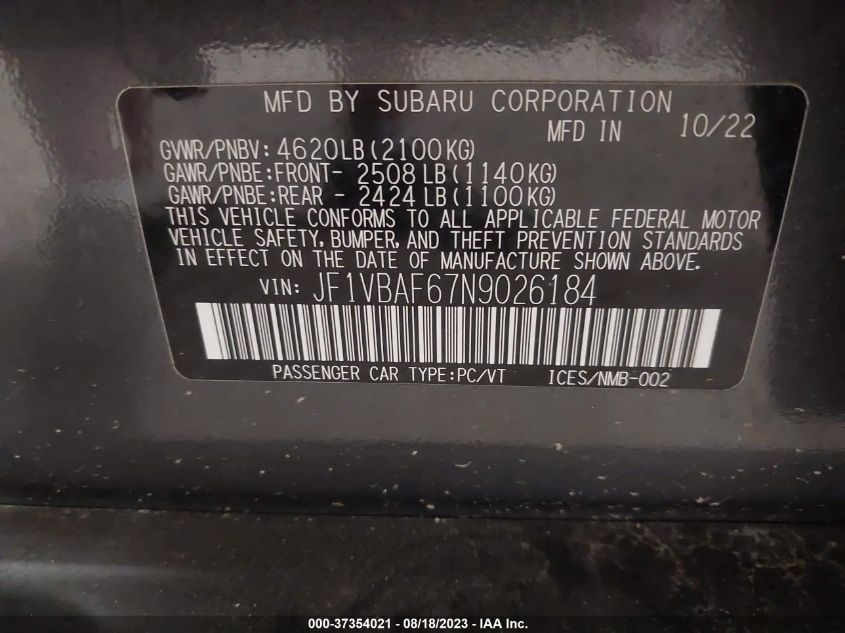 MFD BY SUBARU CORPORATION
MFD IN 10/22
GVWR/PNBV: 4620LB(2100KG)
GAWR/PNBE:FRONT- 2508LB(1140KG)
GAWR/PNBE:REAR - 2424LB(1100KG)
THIS VEHICLE CONFORMS TO ALL APPLICABLE FEDERAL MOTOR
VEHICLE SAFETY, BUMPER, AND THEFT PREVENTION STANDARDS
IN EFFECT ON THE DATE OF MANUFACTURE SHOWN ABOVE.
VIN: JF1VBAF67N9026184
PASSENGER CAR TYPE:PC/VT ICES/NMB-002
000-37354021 - 08/18/2023 - IAA Inc.